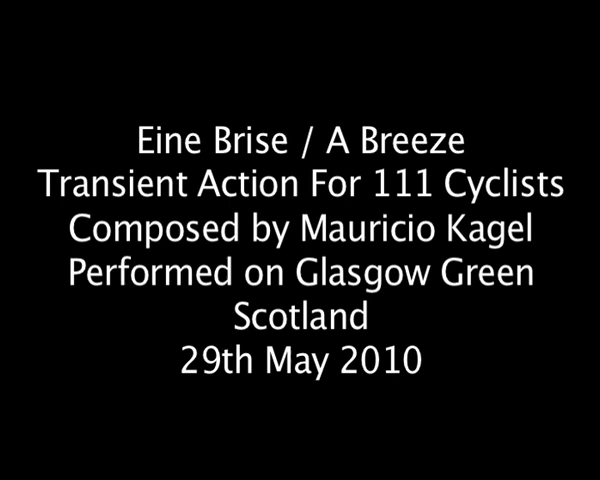 Eine Brise / A Breeze
Transient Action For 111 Cyclists
Composed by Mauricio Kagel
Performed on Glasgow Green
Scotland
29th May 2010